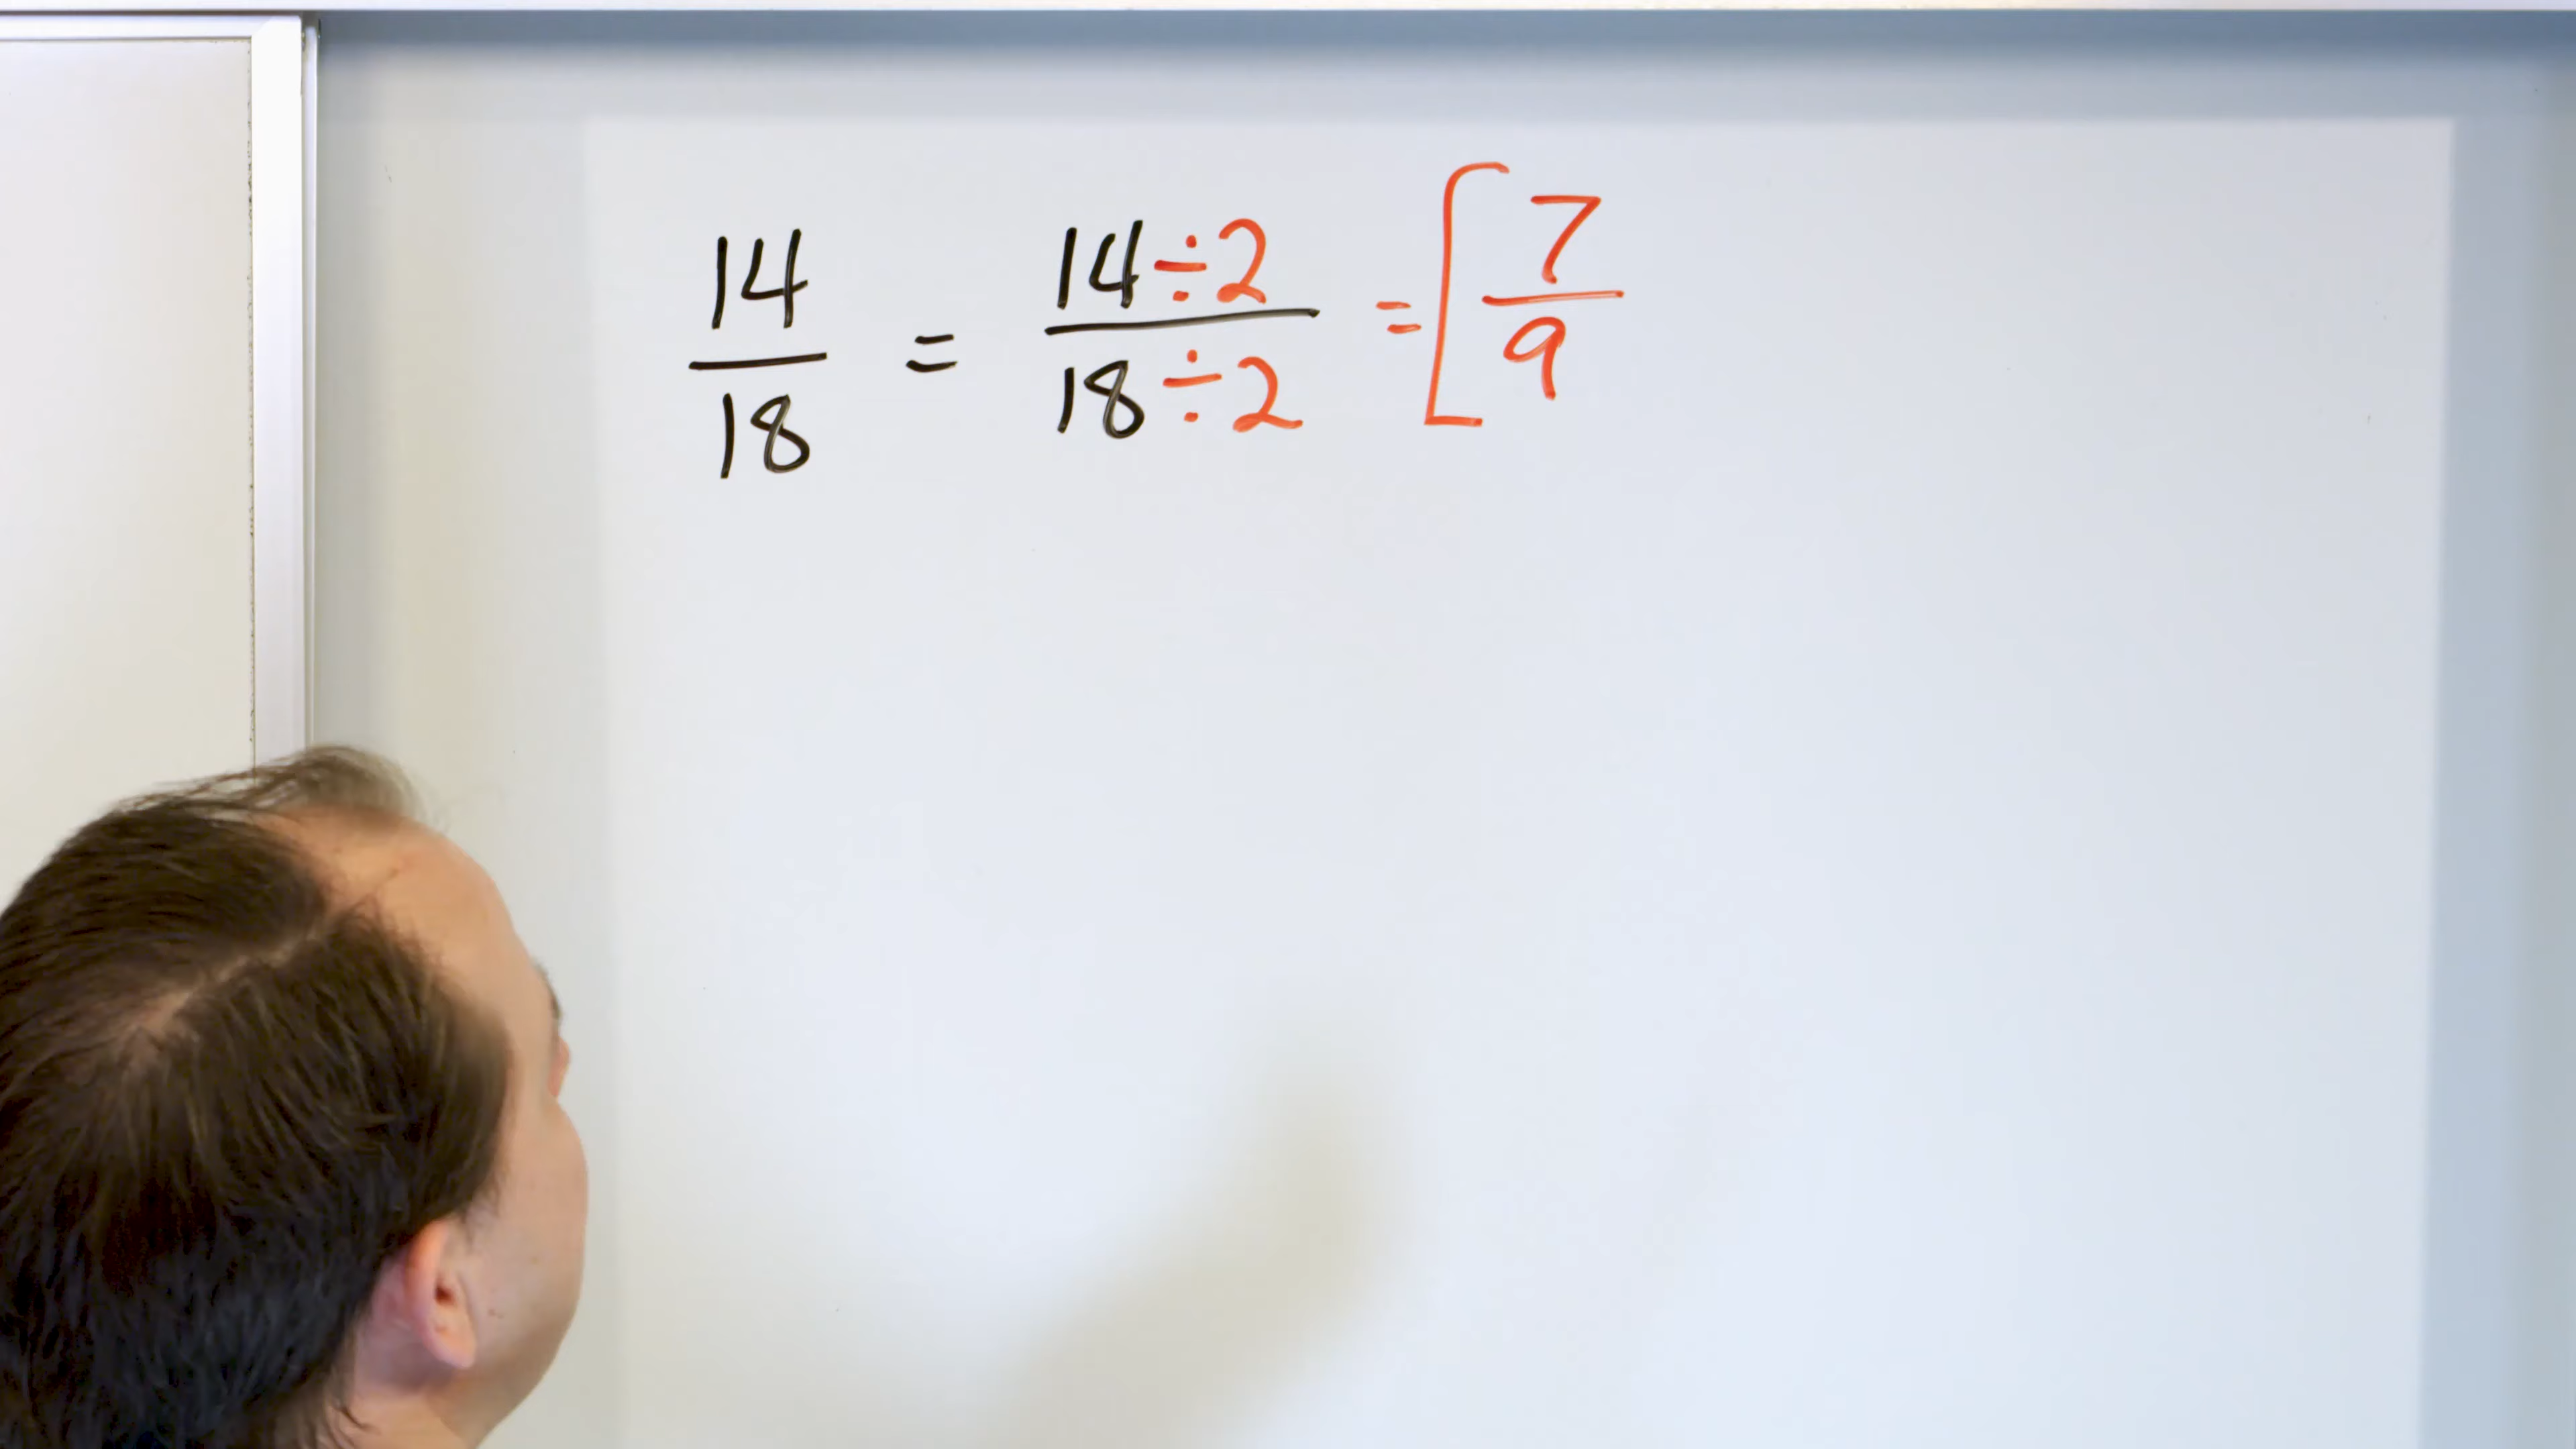 14/18 = 14÷2/18÷2 = [7/9